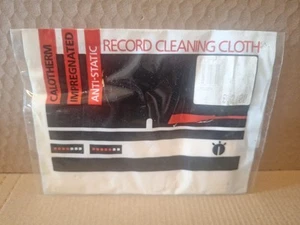 CALOTHERM
IMPREGNATED
ANTI-STATIC
RECORD CLEANING CLOTH